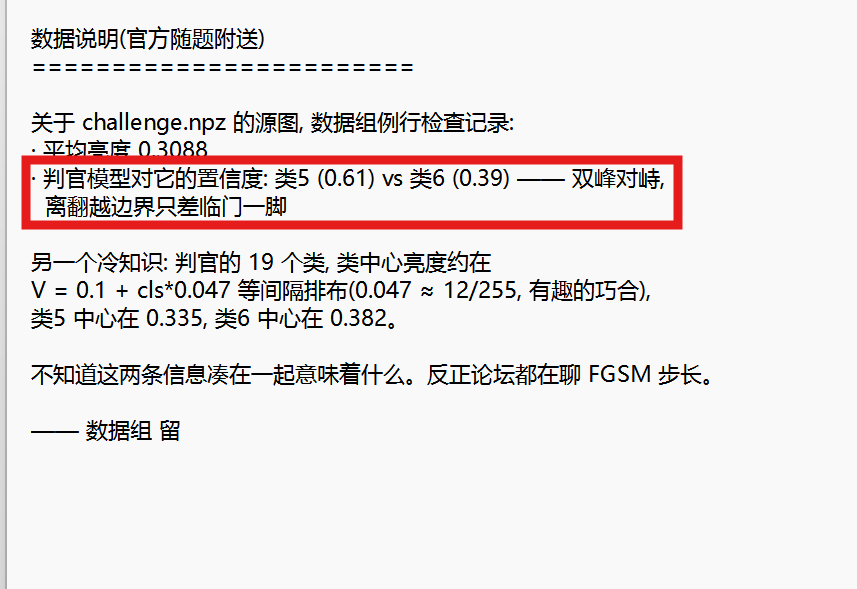 数据说明(官方随题附送)
========================
关于 challenge.npz 的源图, 数据组例行检查记录:
· 平均亮度 0.3088
· 判官模型对它的置信度: 类5 (0.61) vs 类6 (0.39) —— 双峰对峙,
离翻越边界只差临门一脚
另一个冷知识: 判官的 19 个类, 类中心亮度约在
V = 0.1 + cls*0.047 等间隔排布(0.047 ≈ 12/255, 有趣的巧合),
类5 中心在 0.335, 类6 中心在 0.382。
不知道这两条信息凑在一起意味着什么。反正论坛都在聊 FGSM 步长。
—— 数据组 留